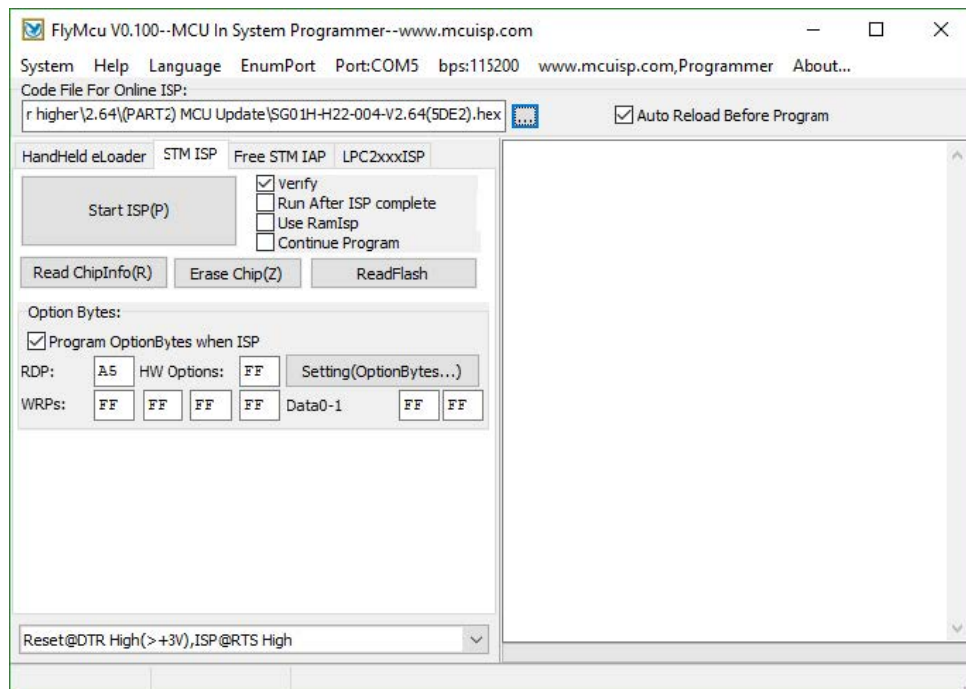 FlyMcu V0.100--MCU In System Programmer--www.mcuisp.com
System Help Language EnumPort Port:COM5 bps:115200 www.mcuisp.com,Programmer About...
Code File For Online ISP:
r higher\2.64\(PART2) MCU Update\SG01H-H22-004-V2.64(5DE2).hex ... Auto Reload Before Program
HandHeld eLoader STM ISP Free STM IAP LPC2xxxISP
Start ISP(P)
Verify
Run After ISP complete
Use RamIsp
Continue Program
Read ChipInfo(R) Erase Chip(Z) ReadFlash
Option Bytes:
Program OptionBytes when ISP
RDP: A5 HW Options: FF Setting(OptionBytes...)
WRPs: FF FF FF FF Data0-1 FF FF
Reset@DTR High(>+3V),ISP@RTS High